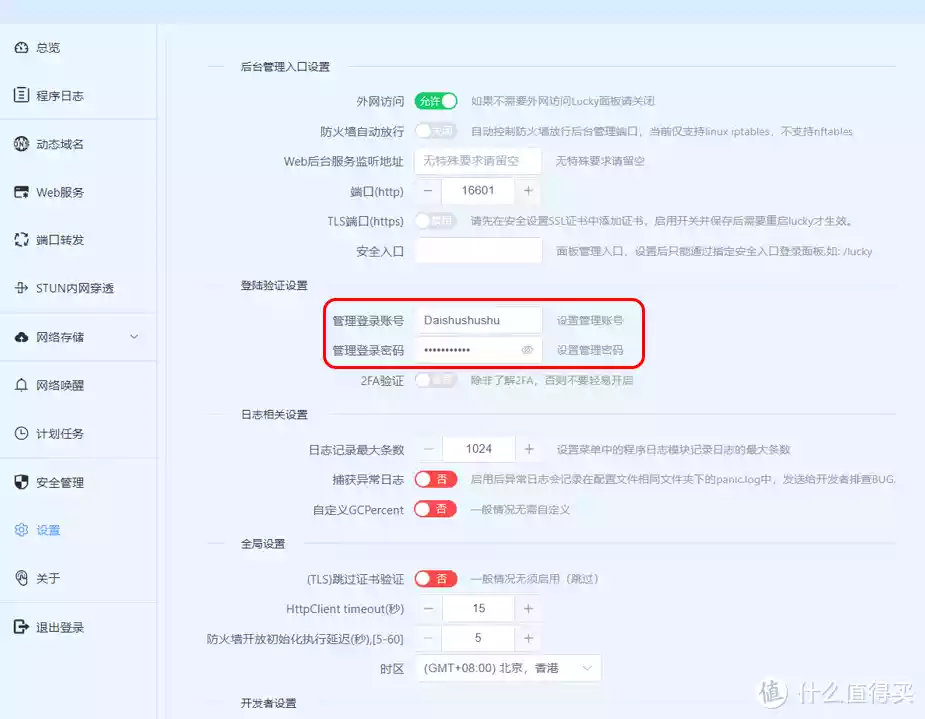 总览
程序日志
动态域名
Web服务
端口转发
STUN内网穿透
网络存储
网络唤醒
计划任务
安全管理
设置
关于
退出登录
后台管理入口设置
外网访问 允许 如果不需要外网访问Lucky面板请关闭
防火墙自动放行 关闭 自动控制防火墙放行后台管理端口，当前仅支持linux iptables，不支持nftables
Web后台服务监听地址 无特殊要求请留空 无特殊要求请留空
端口(http) − 16601 +
TLS端口(https) 禁用 请先在安全设置SSL证书中添加证书，启用开关并保存后需要重启lucky才生效。
安全入口 面板管理入口，设置后只能通过指定安全入口登录面板,如: /lucky
登陆验证设置
管理登录账号 Daishushushu 设置管理账号
管理登录密码 ••••••••••• 设置管理密码
2FA验证 除非了解2FA，否则不要轻易开启
日志相关设置
日志记录最大条数 − 1024 + 设置菜单中的程序日志模块记录日志的最大条数
捕获异常日志 否 启用后异常日志会记录在配置文件相同文件夹下的panic.log中，发送给开发者排查BUG.
自定义GCPercent 否 一般情况无需自定义
全局设置
(TLS)跳过证书验证 否 一般情况无须启用（跳过）
HttpClient timeout(秒) − 15 +
防火墙开放初始化执行延迟(秒),[5-60] − 5 +
时区 (GMT+08:00) 北京，香港
开发者设置
值 什么值得买